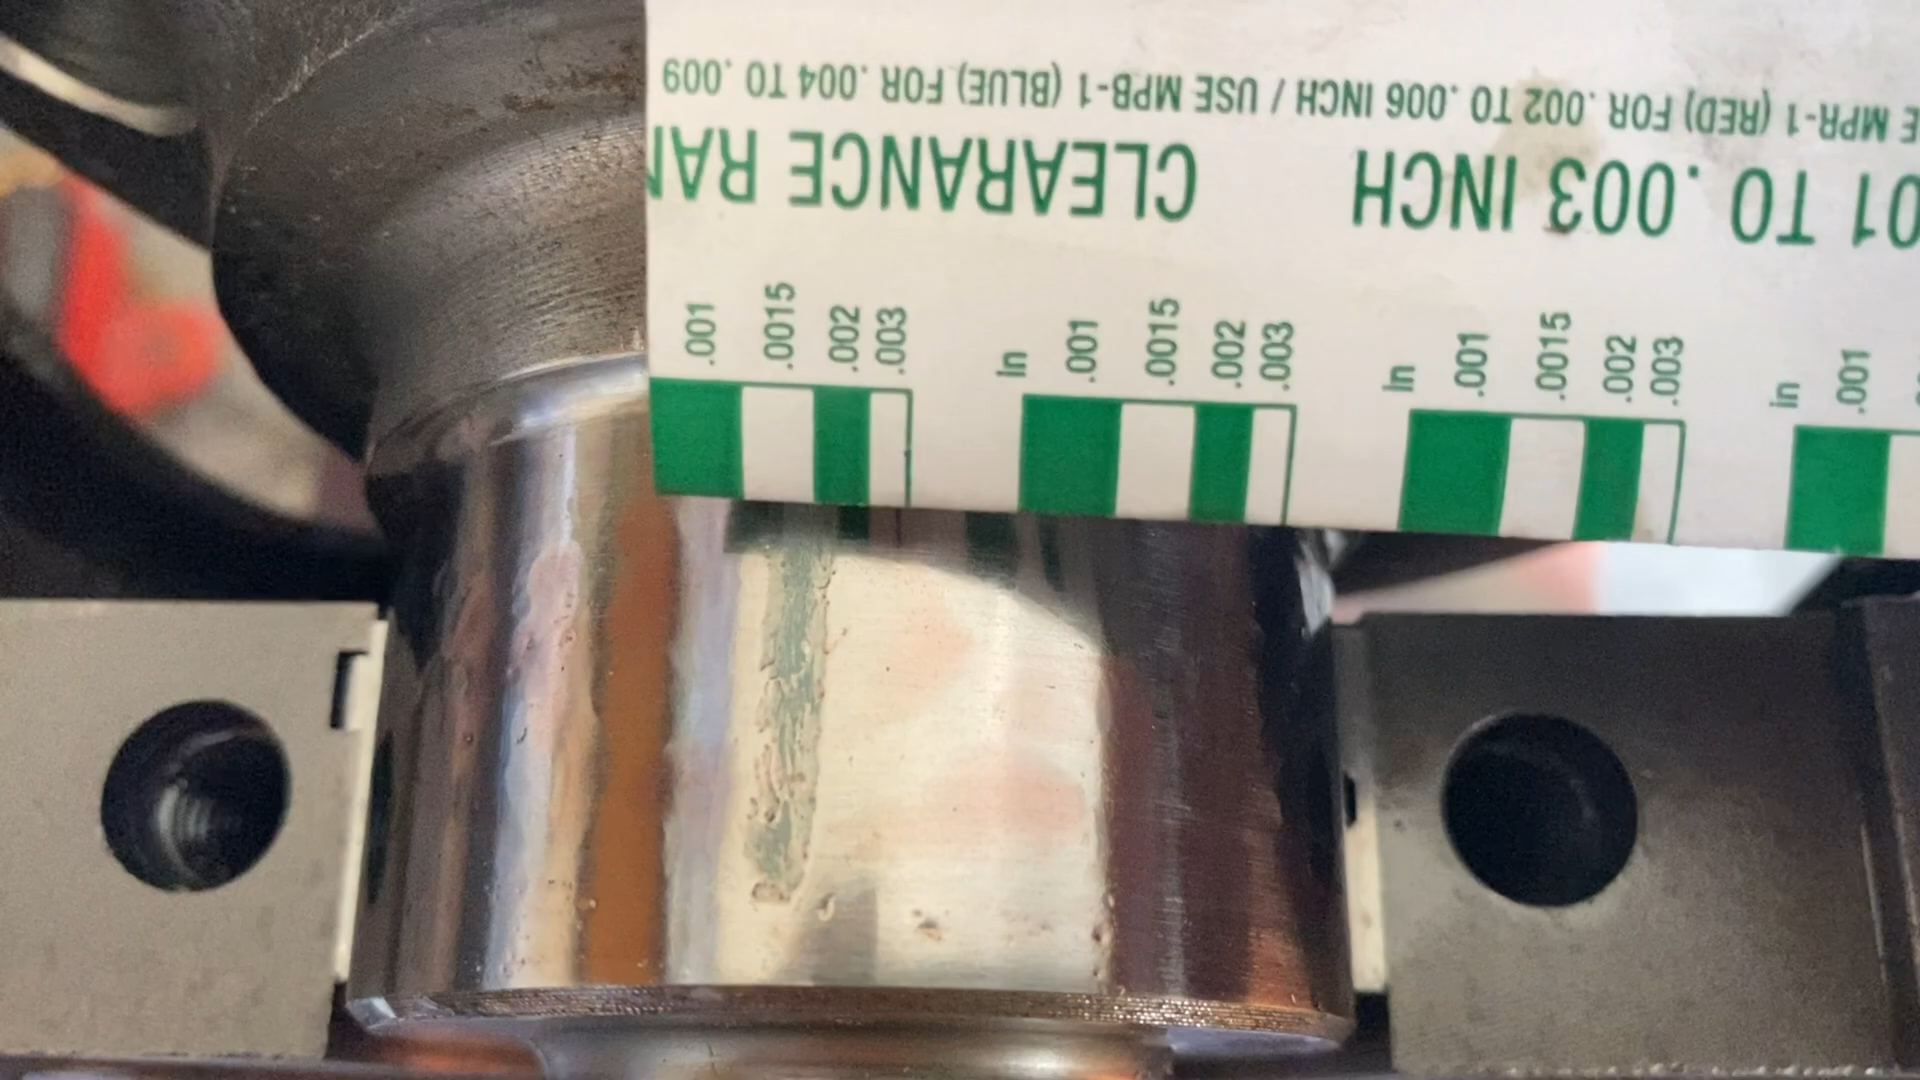 E MPR-1 (RED) FOR .002 TO .006 INCH / USE MPB-1 (BLUE) FOR .004 TO .009
01 TO .003 INCH CLEARANCE RAN
.001
.0015
.002
.003
In
.001
.0015
.002
.003
In
.001
.0015
.002
.003
In
.001